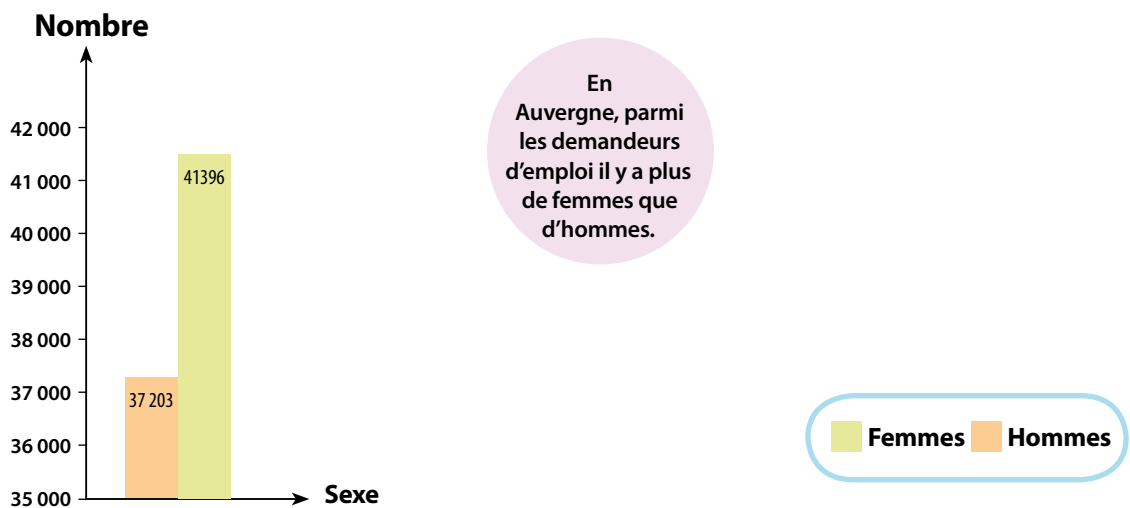 Nombre
En
Auvergne, parmi
les demandeurs
d'emploi il y a plus
de femmes que
d'hommes.
42 000
41 000
40 000
39 000
38 000
37 000
36 000
35 000
41396
37 203
Sexe
Femmes Hommes